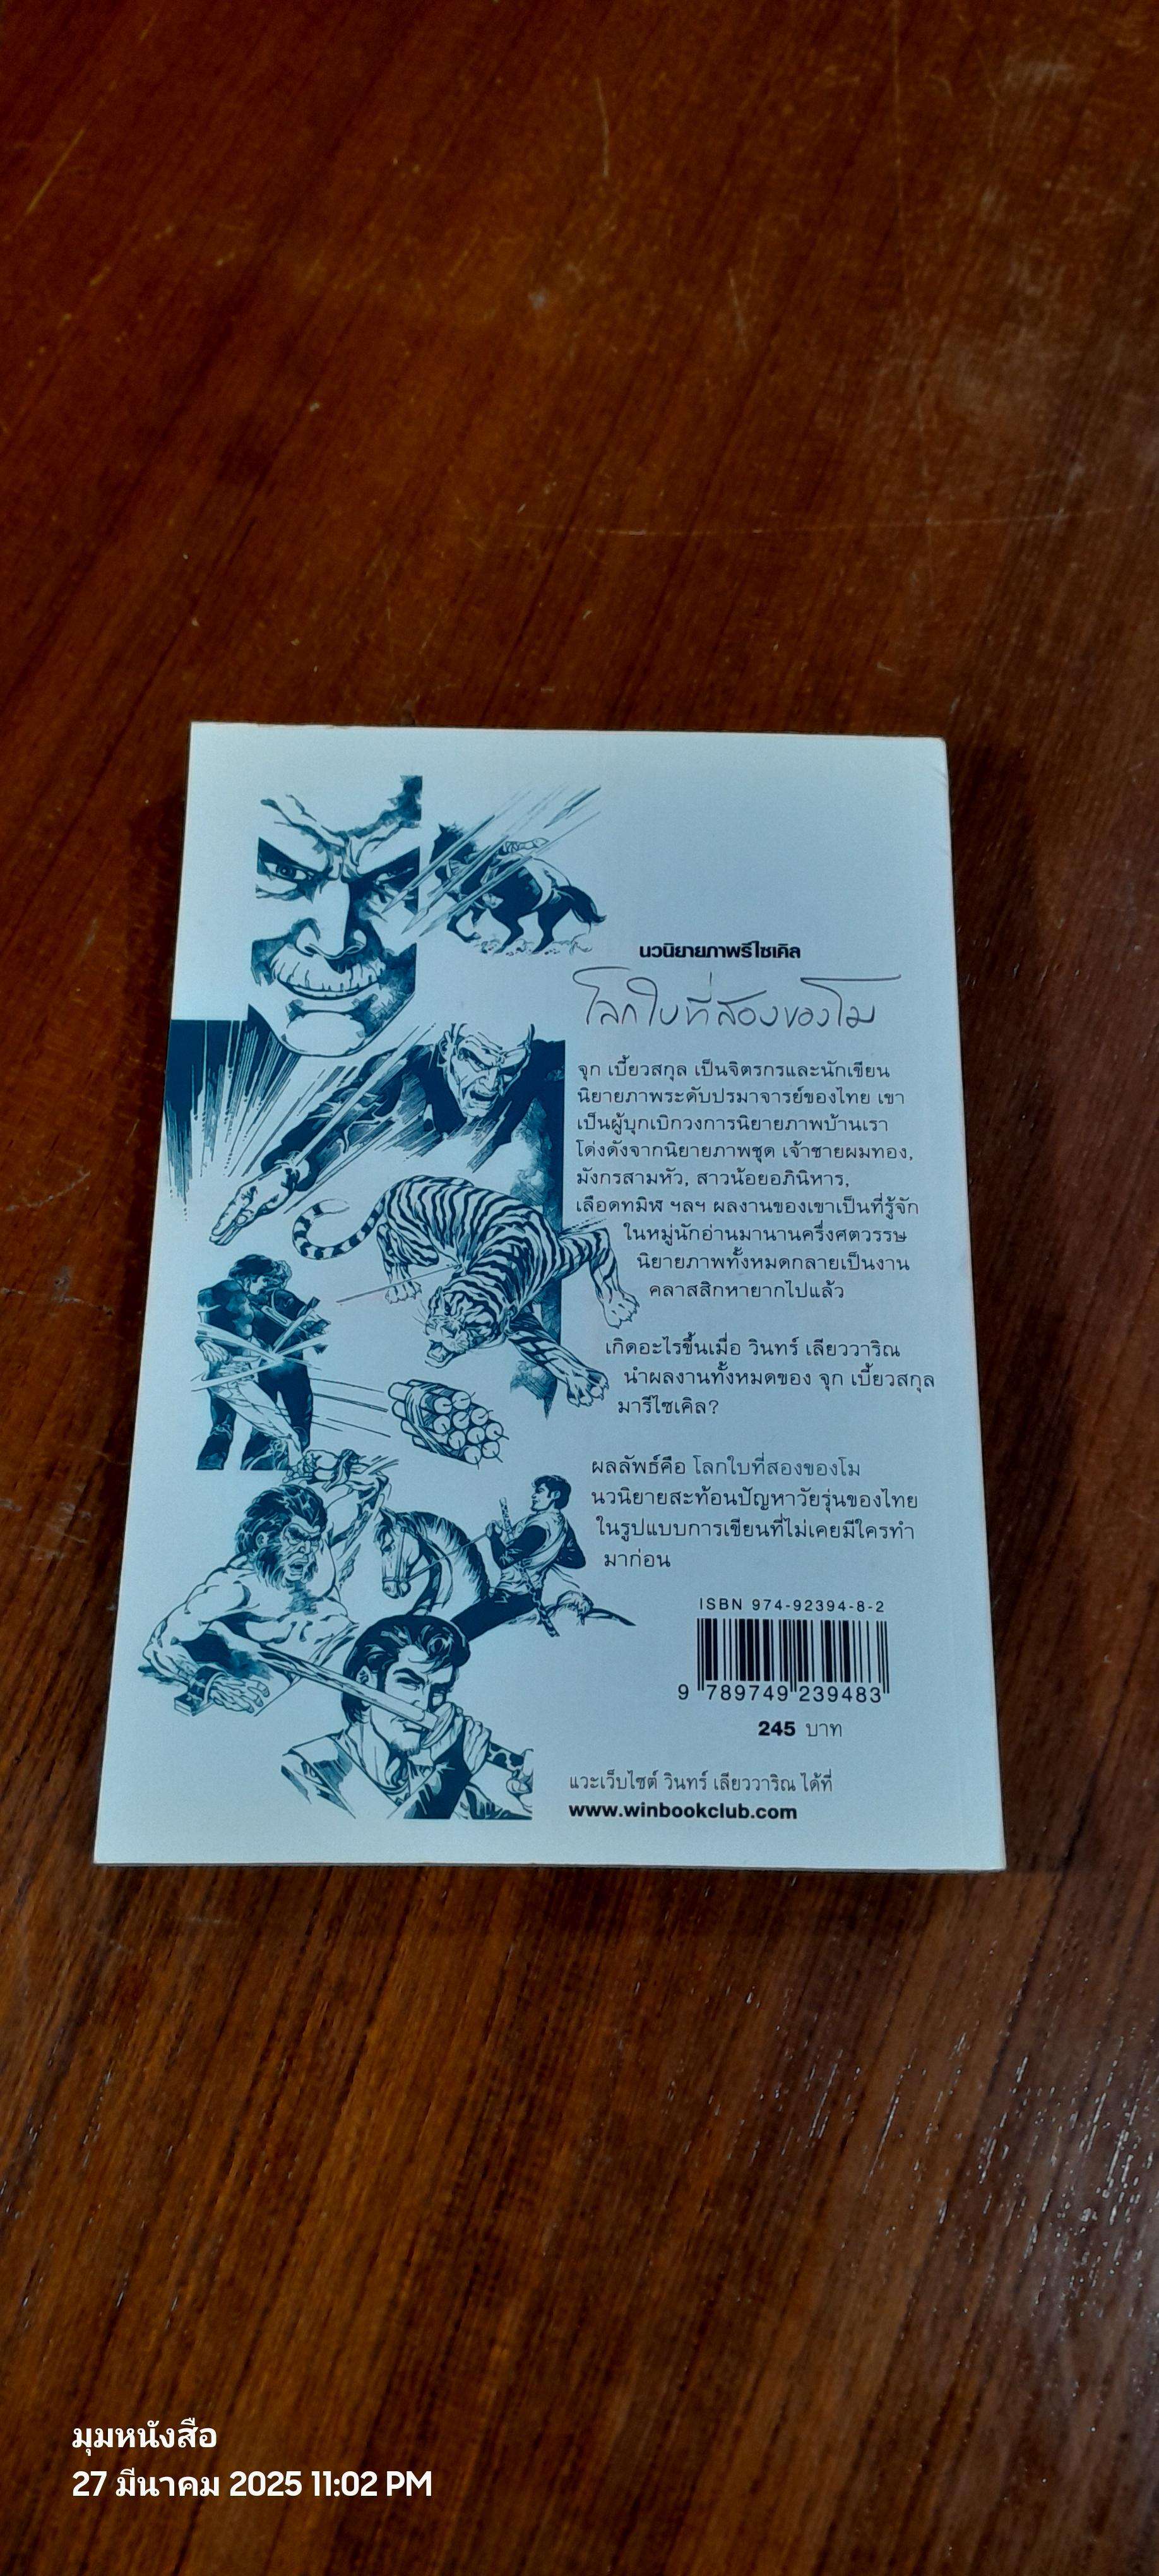 นวนิยายภาพรีไซเคิล
โลกใบที่สองของโม
จุก เบี้ยวสกุล เป็นจิตรกรและนักเขียน
นิยายภาพระดับปรมาจารย์ของไทย เขา
เป็นผู้บุกเบิกวงการนิยายภาพบ้านเรา
โด่งดังจากนิยายภาพชุด เจ้าชายผมทอง,
มังกรสามหัว, สาวน้อยอภินิหาร,
เลือดทมิฬ ฯลฯ ผลงานของเขาเป็นที่รู้จัก
ในหมู่นักอ่านมานานครึ่งศตวรรษ
นิยายภาพทั้งหมดกลายเป็นงาน
คลาสสิกหายากไปแล้ว
เกิดอะไรขึ้นเมื่อ วินทร์ เลียววาริณ
นำผลงานทั้งหมดของ จุก เบี้ยวสกุล
มารีไซเคิล?
ผลลัพธ์คือ โลกใบที่สองของโม
นวนิยายสะท้อนปัญหาวัยรุ่นของไทย
ในรูปแบบการเขียนที่ไม่เคยมีใครทำ
มาก่อน
ISBN 974-92394-8-2
9 789749 239483
245 บาท
แวะเว็บไซต์ วินทร์ เลียววาริณ ได้ที่
www.winbookclub.com
มุมหนังสือ
27 มีนาคม 2025 11:02 PM